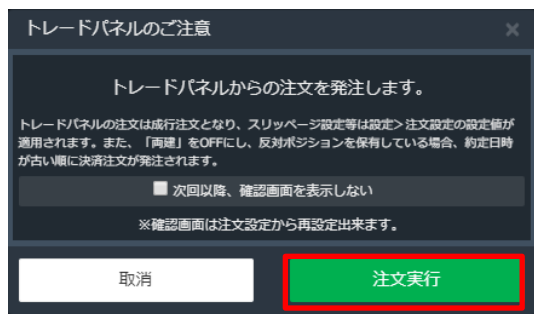 トレードパネルのご注意
×
トレードパネルからの注文を発注します。
トレードパネルの注文は成行注文となり、スリッページ設定等は設定>注文設定の設定値が
適用されます。また、「両建」をOFFにし、反対ポジションを保有している場合、約定日時
が古い順に決済注文が発注されます。
次回以降、確認画面を表示しない
※確認画面は注文設定から再設定出来ます。
取消
注文実行